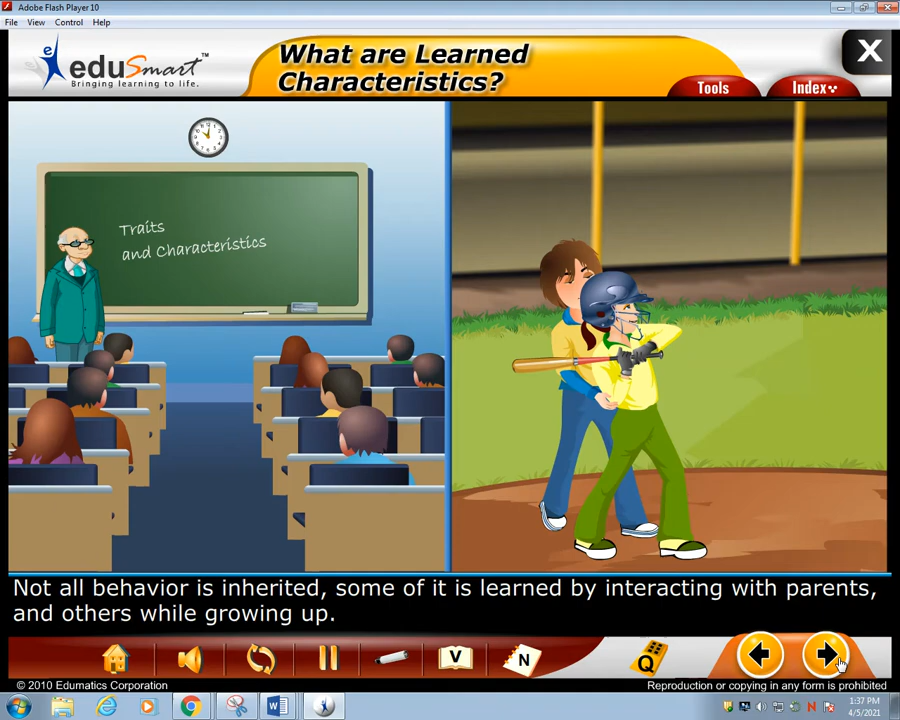 Adobe Flash Player 10
File View Control Help
eduSmart™
Bringing learning to life.
What are Learned
Characteristics?
X
Tools
Index
Traits
and Characteristics
Not all behavior is inherited, some of it is learned by interacting with parents,
and others while growing up.
V
N
Q
© 2010 Edumatics Corporation
Reproduction or copying in any form is prohibited
1:37 PM
4/5/2021